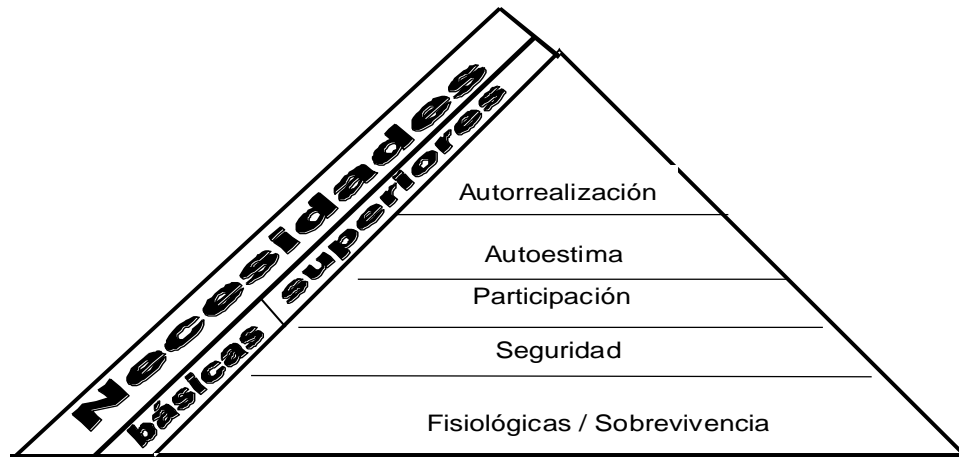 Necesidades
superiores
básicas
Autorrealización
Autoestima
Participación
Seguridad
Fisiológicas / Sobrevivencia